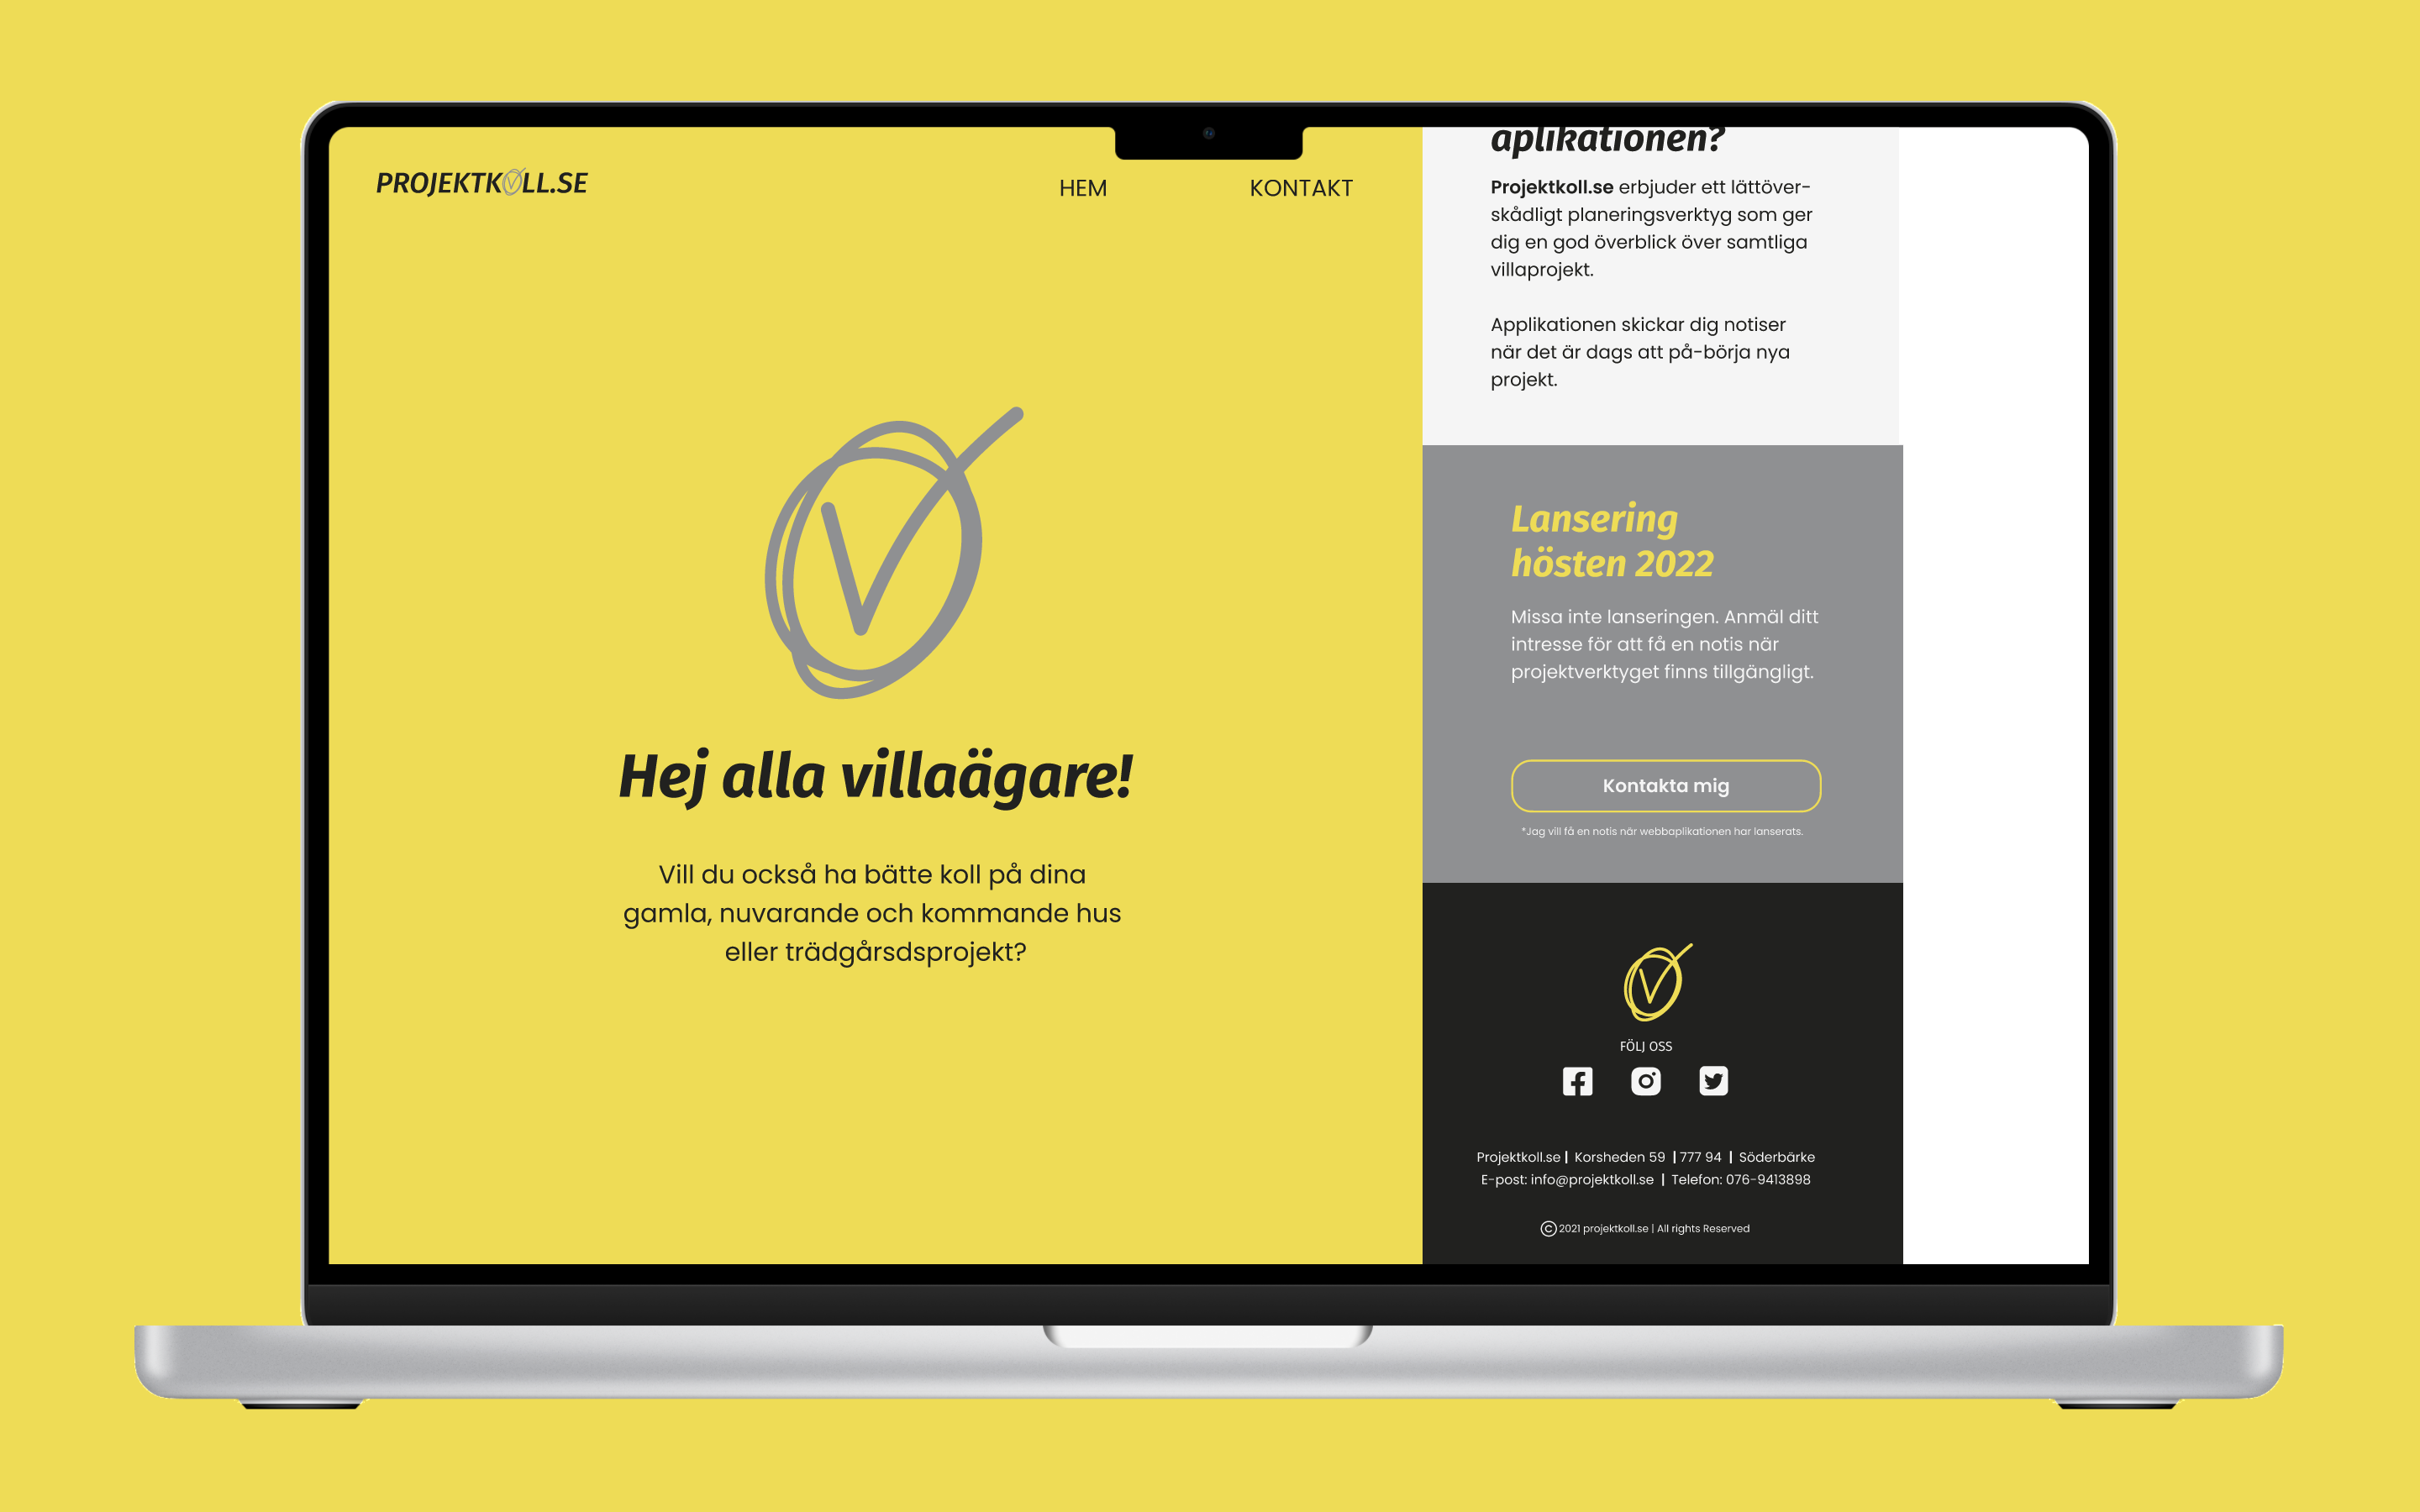 PROJEKTKOLL.SE
HEM
KONTAKT
Hej alla villaägare!
Vill du också ha bätte koll på dina
gamla, nuvarande och kommande hus
eller trädgårsdsprojekt?
aplikationen?
Projektkoll.se erbjuder ett lättöver-
skådligt planeringsverktyg som ger
dig en god överblick över samtliga
villaprojekt.
Applikationen skickar dig notiser
när det är dags att på-börja nya
projekt.
Lansering
hösten 2022
Missa inte lanseringen. Anmäl ditt
intresse för att få en notis när
projektverktyget finns tillgängligt.
Kontakta mig
*Jag vill få en notis när webbaplikationen har lanserats.
FÖLJ OSS
Projektkoll.se | Korsheden 59 | 777 94 | Söderbärke
E-post: info@projektkoll.se | Telefon: 076-9413898
© 2021 projektkoll.se | All rights Reserved